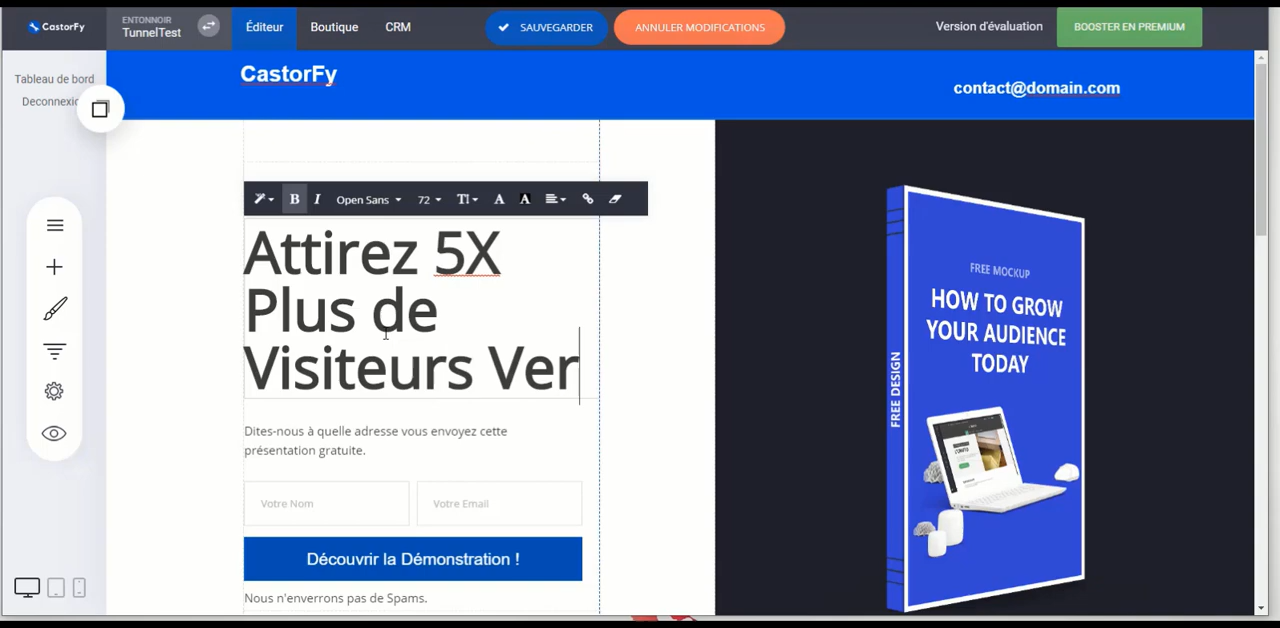 CastorFy
ENTONNOIR
TunnelTest
Éditeur
Boutique
CRM
SAUVEGARDER
ANNULER MODIFICATIONS
Version d'évaluation
BOOSTER EN PREMIUM
Tableau de bord
Deconnexio
CastorFy
contact@domain.com
B I Open Sans 72 T A A
Attirez 5X
Plus de
Visiteurs Ver
Dites-nous à quelle adresse vous envoyez cette
présentation gratuite.
Votre Nom
Votre Email
Découvrir la Démonstration !
Nous n'enverrons pas de Spams.
FREE DESIGN
FREE MOCKUP
HOW TO GROW
YOUR AUDIENCE
TODAY